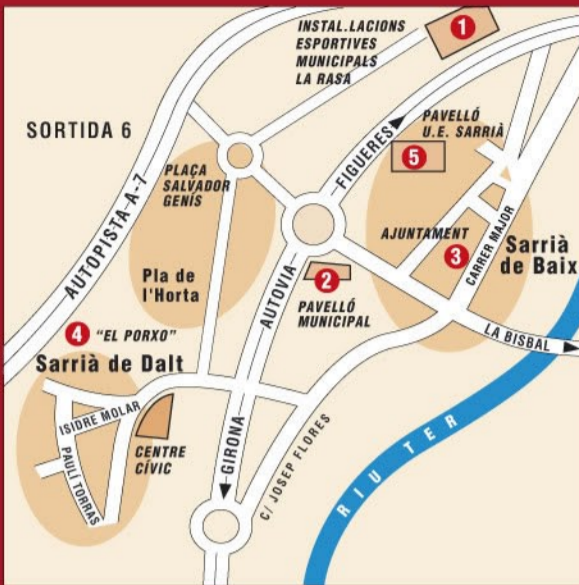 1
INSTAL.LACIONS
ESPORTIVES
MUNICIPALS
LA RASA
SORTIDA 6
AUTOPISTA A-7
PLAÇA
SALVADOR
GENÍS
FIGUERES
PAVELLÓ
U.E. SARRIÀ
5
AJUNTAMENT
3
CARRER MAJOR
Sarrià
de Baix
Pla de
l'Horta
AUTOVIA
2
PAVELLÓ
MUNICIPAL
LA BISBAL
4 "EL PORXO"
Sarrià de Dalt
ISIDRE MOLAR
PAULÍ TORRAS
CENTRE
CÍVIC
GIRONA
C/ JOSEP FLORES
RIU TER